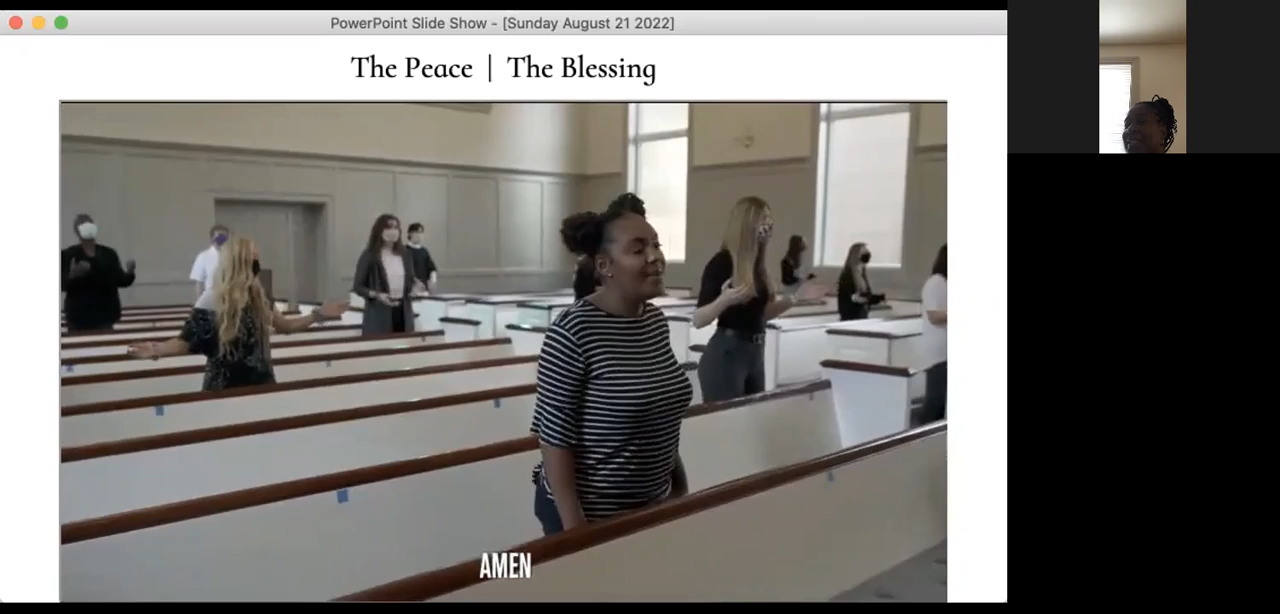 PowerPoint Slide Show - [Sunday August 21 2022]
The Peace | The Blessing
AMEN